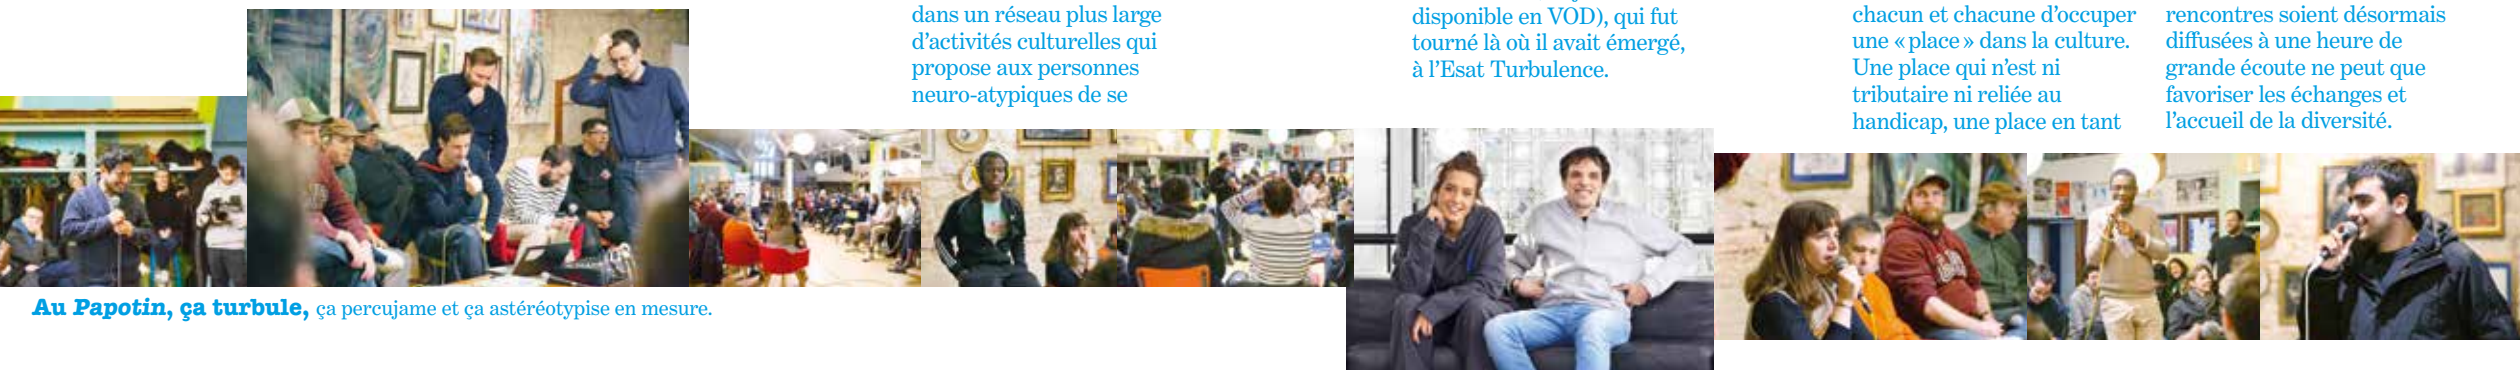 dans un réseau plus large
d’activités culturelles qui
propose aux personnes
neuro-atypiques de se
disponible en VOD), qui fut
tourné là où il avait émergé,
à l’Esat Turbulence.
chacun et chacune d’occuper
une « place » dans la culture.
Une place qui n’est ni
tributaire ni reliée au
handicap, une place en tant
rencontres soient désormais
diffusées à une heure de
grande écoute ne peut que
favoriser les échanges et
l’accueil de la diversité.
Au Papotin, ça turbule, ça percujame et ça astéréotypise en mesure.